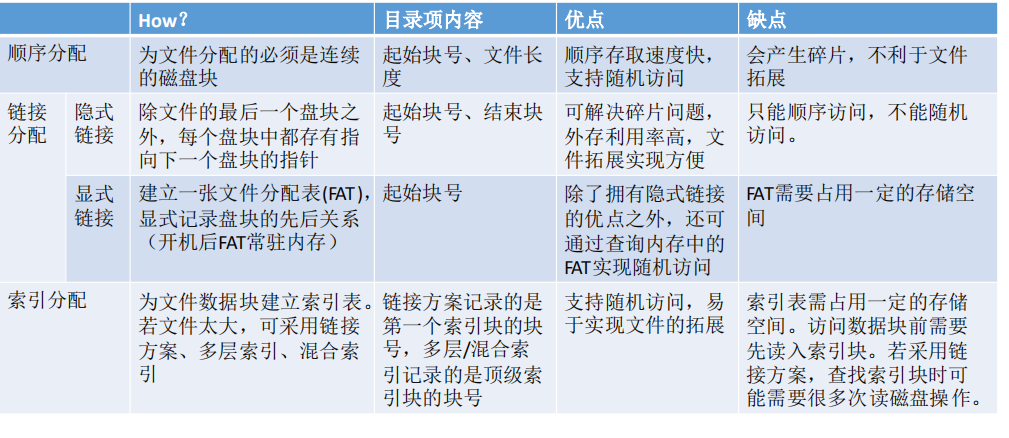 How?
目录项内容
优点
缺点
顺序分配
为文件分配的必须是连续
的磁盘块
起始块号、文件长
度
顺序存取速度快，
支持随机访问
会产生碎片，不利于文件
拓展
链接
分配
隐式
链接
除文件的最后一个盘块之
外，每个盘块中都存有指
向下一个盘块的指针
起始块号、结束块
号
可解决碎片问题，
外存利用率高，文
件拓展实现方便
只能顺序访问，不能随机
访问。
显式
链接
建立一张文件分配表(FAT)，
显式记录盘块的先后关系
（开机后FAT常驻内存）
起始块号
除了拥有隐式链接
的优点之外，还可
通过查询内存中的
FAT实现随机访问
FAT需要占用一定的存储空
间
索引分配
为文件数据块建立索引表。
若文件太大，可采用链接
方案、多层索引、混合索
引
链接方案记录的是
第一个索引块的块
号，多层/混合索
引记录的是顶级索
引块的块号
支持随机访问，易
于实现文件的拓展
索引表需占用一定的存储
空间。访问数据块前需要
先读入索引块。若采用链
接方案，查找索引块时可
能需要很多次读磁盘操作。